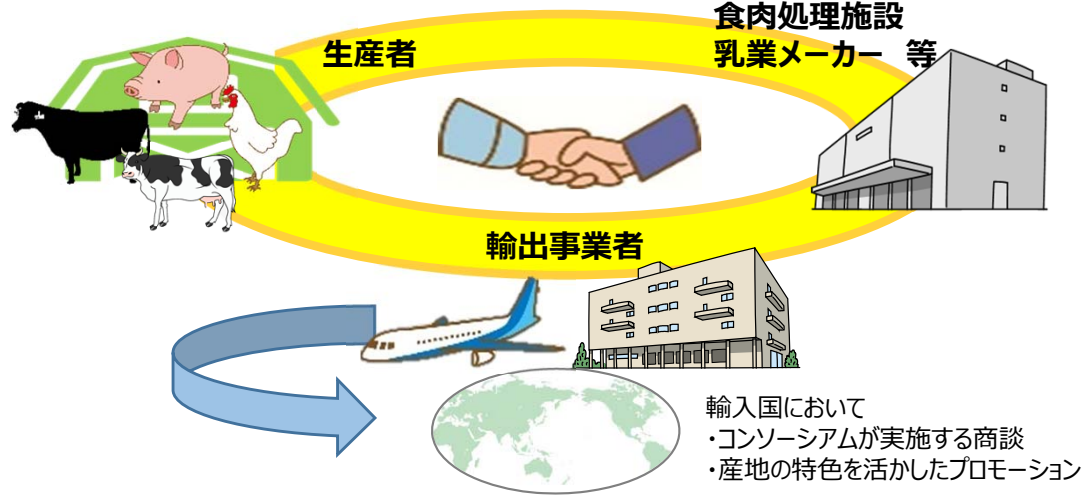 生産者
食肉処理施設
乳業メーカー 等
輸出事業者
輸入国において
・コンソーシアムが実施する商談
・産地の特色を活かしたプロモーション